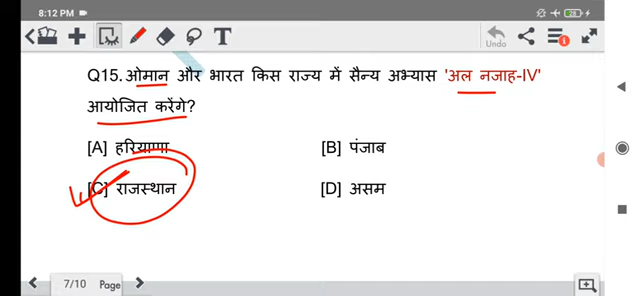 8:12 PM
T
Undo
Q15. ओमान और भारत किस राज्य में सैन्य अभ्यास 'अल नजाह-IV'
आयोजित करेंगे?
[A] हरियाणा [B] पंजाब
[C] राजस्थान [D] असम
7/10 Page